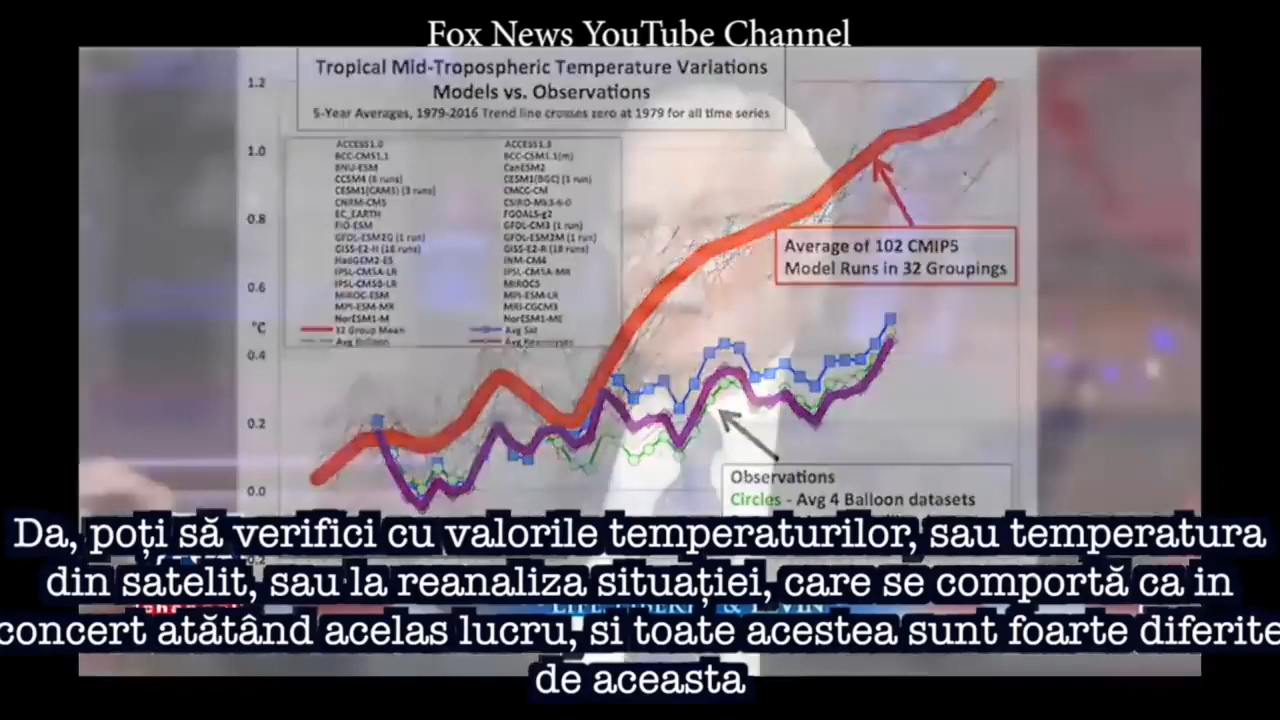 Fox News YouTube Channel
Tropical Mid-Tropospheric Temperature Variations
Models vs. Observations
5-Year Averages, 1979-2016 Trend line crosses zero at 1979 for all time series
1.2
ACCESS1.0 ACCESS1.3
BCC-CSM1.1 BCC-CSM1.1(m)
BNU-ESM CanESM2
CCSM4 (6 runs) CESM1(BGC) (1 run)
CESM1(CAM5) (3 runs) CMCC-CM
CNRM-CM5 CSIRO-Mk3-6-0
EC_EARTH FGOALS-g2
FIO-ESM GFDL-CM3 (1 run)
GFDL-ESM2G (1 run) GFDL-ESM2M (1 run)
GISS-E2-H (18 runs) GISS-E2-R (18 runs)
HadGEM2-ES INM-CM4
IPSL-CM5A-LR IPSL-CM5A-MR
IPSL-CM5B-LR MIROC5
MIROC-ESM MPI-ESM-LR
MPI-ESM-MR MRI-CGCM3
NorESM1-M NorESM1-ME
32 Group Mean Avg Sat
Avg Balloon Avg Reanalyses
1.0
0.8
0.6
°C
0.4
0.2
0.0
0.2
Average of 102 CMIP5
Model Runs in 32 Groupings
Observations
Circles - Avg 4 Balloon datasets
Da, poți să verifici cu valorile temperaturilor, sau temperatura
din satelit, sau la reanaliza situației, care se comportă ca in
concert atătând acelas lucru, si toate acestea sunt foarte diferite
de aceasta
LIFE, LIBERTY & LEVIN